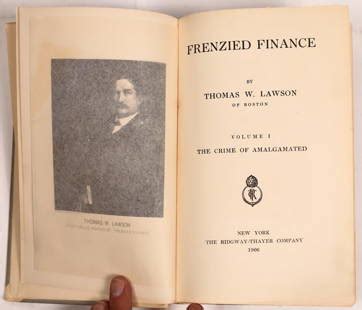 THOMAS W. LAWSON
FRENZIED FINANCE
BY
THOMAS W. LAWSON
OF BOSTON
VOLUME I
THE CRIME OF AMALGAMATED
NEW YORK
THE RIDGWAY-THAYER COMPANY
1906